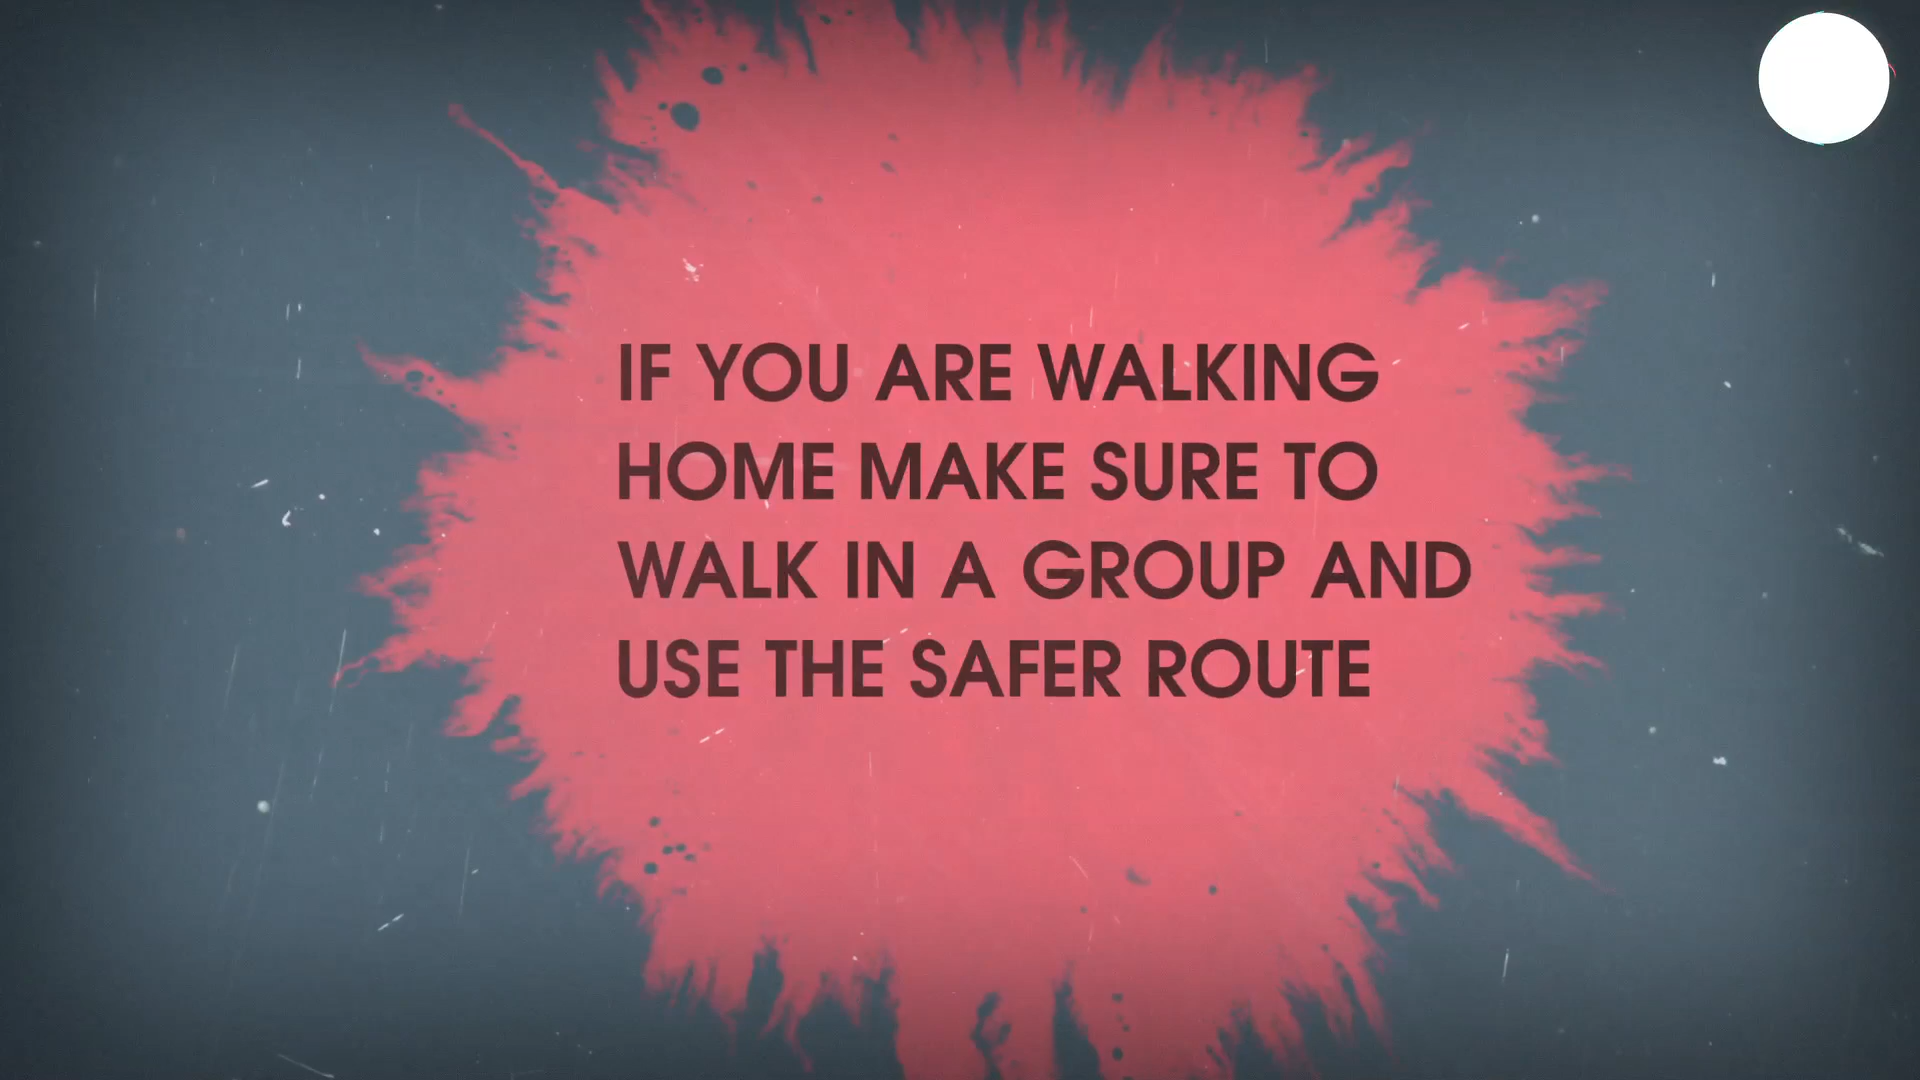 IF YOU ARE WALKING
HOME MAKE SURE TO
WALK IN A GROUP AND
USE THE SAFER ROUTE